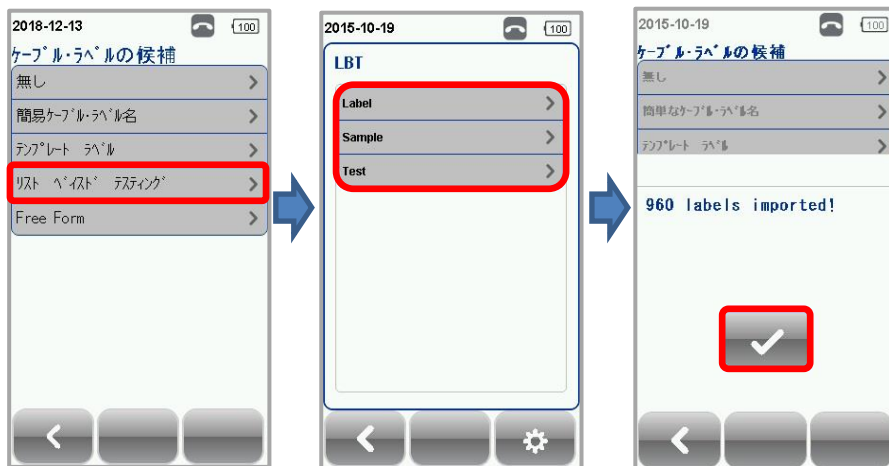 2018-12-13
100
ケーブル・ラベルの候補
無し
簡易ケーブル・ラベル名
テンプレート ラベル
リスト ベイスド テスティング
Free Form
2015-10-19
100
LBT
Label
Sample
Test
2015-10-19
100
ケーブル・ラベルの候補
無し
簡単なケーブル・ラベル名
テンプレート ラベル
960 labels imported!